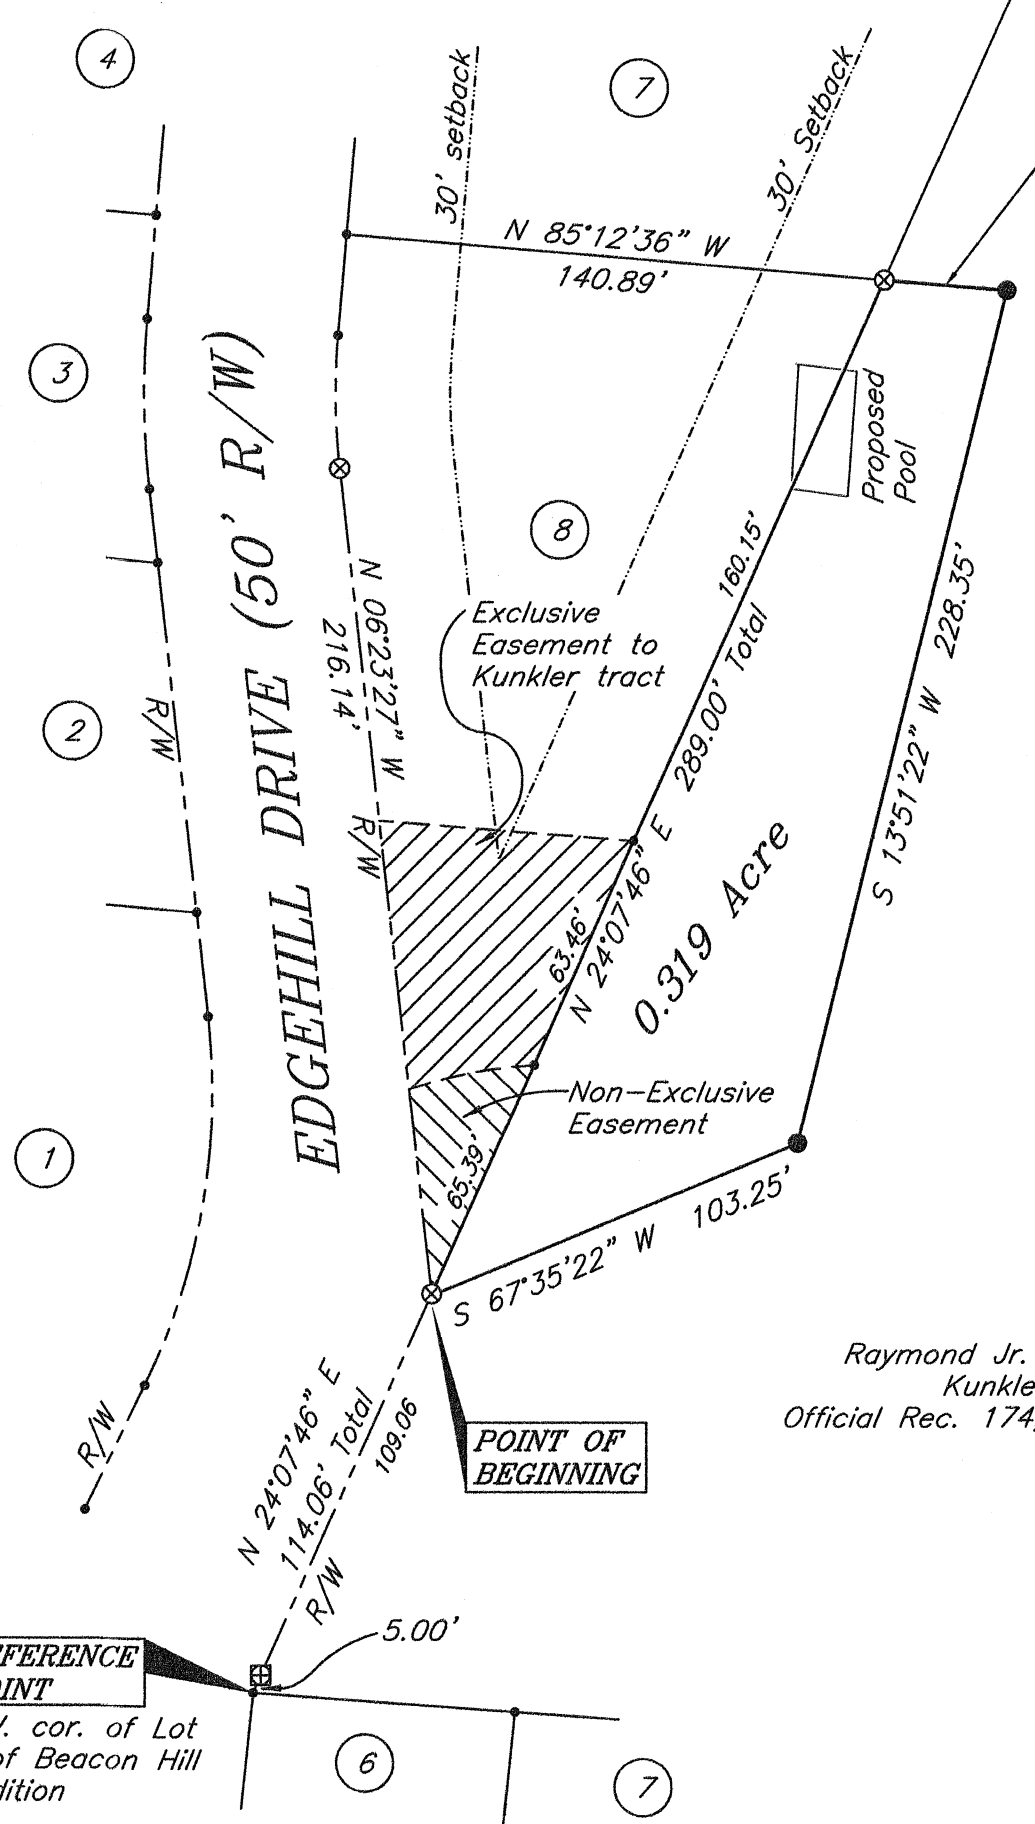 4
30' setback
7
30' Setback
N 85°12'36" W
140.89'
3
EDGEHILL DRIVE (50' R/W)
Proposed
Pool
8
160.15'
289.00' Total
N 24°07'46" E
63.46'
N 06°23'27" W
216.14'
Exclusive
Easement to
Kunkler tract
228.35'
S 13°51'22" W
2
R/W
R/W
0.319 Acre
Non-Exclusive
Easement
65.39'
1
S 67°35'22" W 103.25'
Raymond Jr.
Kunkle
Official Rec. 174,
POINT OF
BEGINNING
R/W
N 24°07'46" E
114.06' Total
109.06
R/W
5.00'
FERENCE
INT
cor. of Lot
of Beacon Hill
dition
6
7